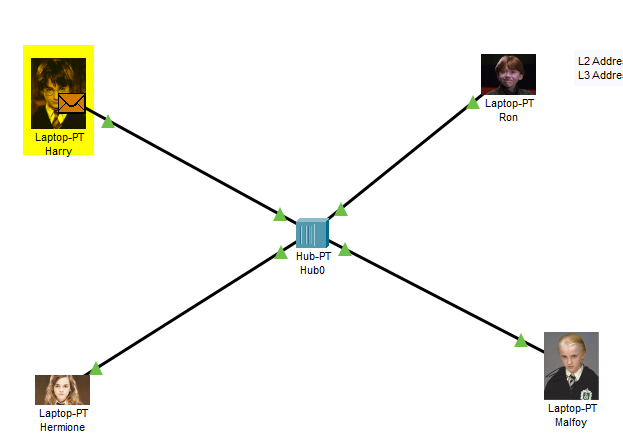 L2 Addre
L3 Addre
Laptop-PT
Ron
Laptop-PT
Harry
Hub-PT
Hub0
Laptop-PT
Hermione
Laptop-PT
Malfoy